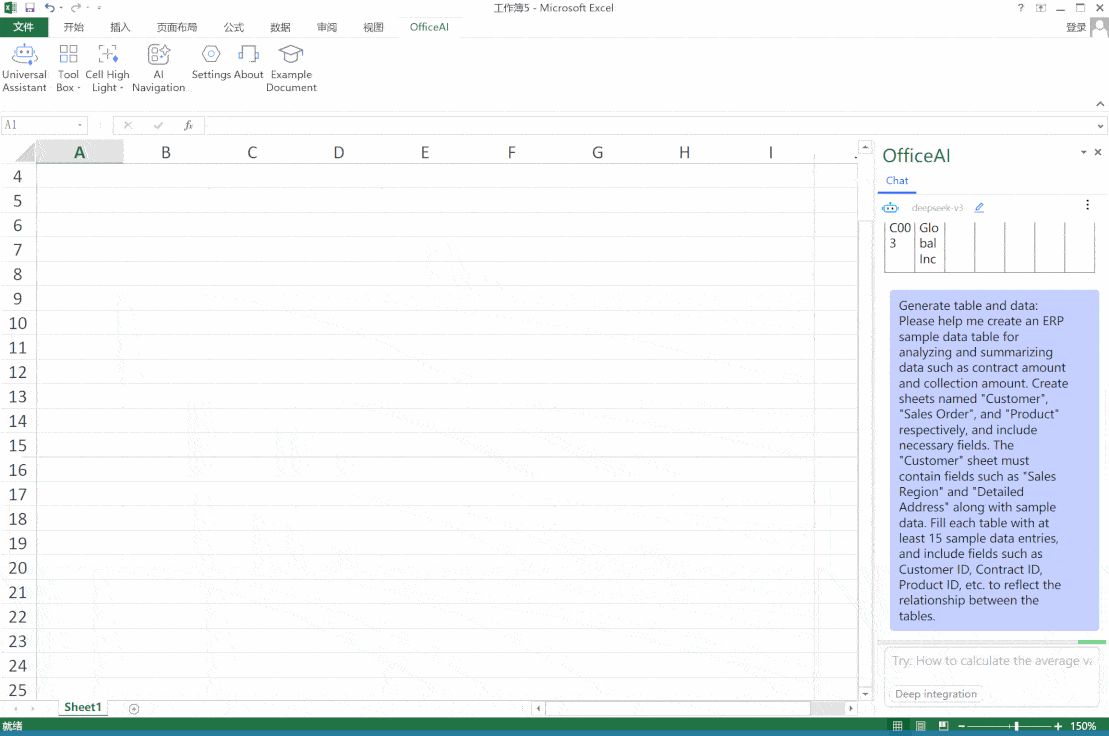 工作簿5 - Microsoft Excel
?
文件 开始 插入 页面布局 公式 数据 审阅 视图 OfficeAI 登录
Universal Assistant
Tool Box
Cell High Light
AI Navigation
Settings
About
Example Document
A1
fx
A B C D E F G H I
4
5
6
7
8
9
10
11
12
13
14
15
16
17
18
19
20
21
22
23
24
25
Sheet1
OfficeAI
Chat
deepseek-v3
C00 Glo
3 bal
Inc
Generate table and data:
Please help me create an ERP
sample data table for
analyzing and summarizing
data such as contract amount
and collection amount. Create
sheets named "Customer",
"Sales Order", and "Product"
respectively, and include
necessary fields. The
"Customer" sheet must
contain fields such as "Sales
Region" and "Detailed
Address" along with sample
data. Fill each table with at
least 15 sample data entries,
and include fields such as
Customer ID, Contract ID,
Product ID, etc. to reflect the
relationship between the
tables.
Try: How to calculate the average va
Deep integration
就绪
150%